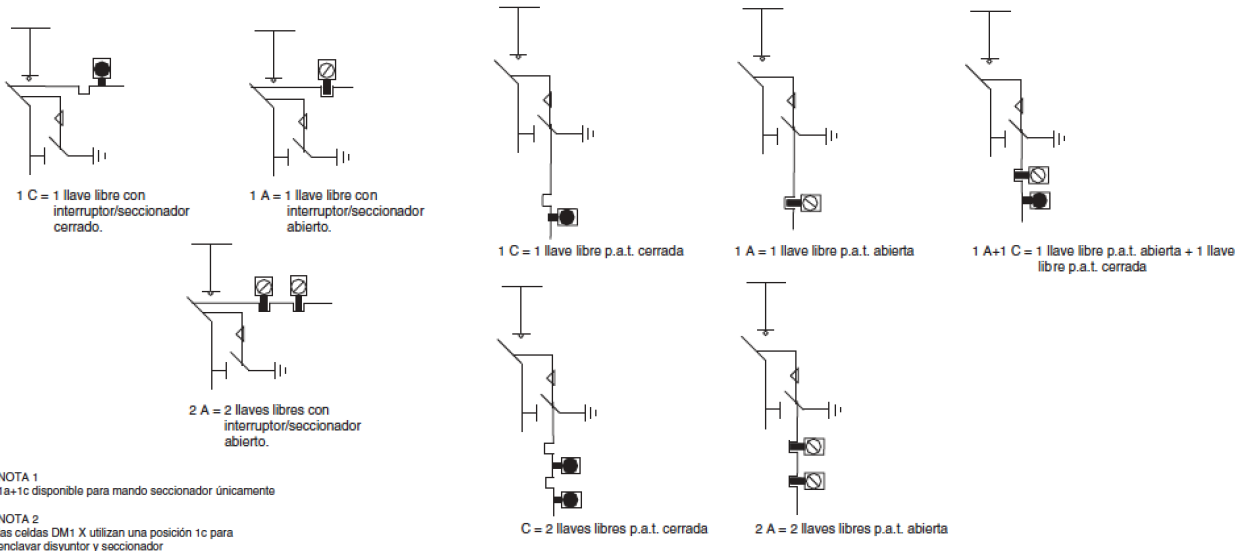 1 C = 1 llave libre con
interruptor/seccionador
cerrado.
1 A = 1 llave libre con
interruptor/seccionador
abierto.
1 C = 1 llave libre p.a.t. cerrada
1 A = 1 llave libre p.a.t. abierta
1 A+1 C = 1 llave libre p.a.t. abierta + 1 llave
libre p.a.t. cerrada
2 A = 2 llaves libres con
interruptor/seccionador
abierto.
C = 2 llaves libres p.a.t. cerrada
2 A = 2 llaves libres p.a.t. abierta
NOTA 1
1a+1c disponible para mando seccionador únicamente
NOTA 2
as celdas DM1 X utilizan una posición 1c para
enclavar disyuntor y seccionador